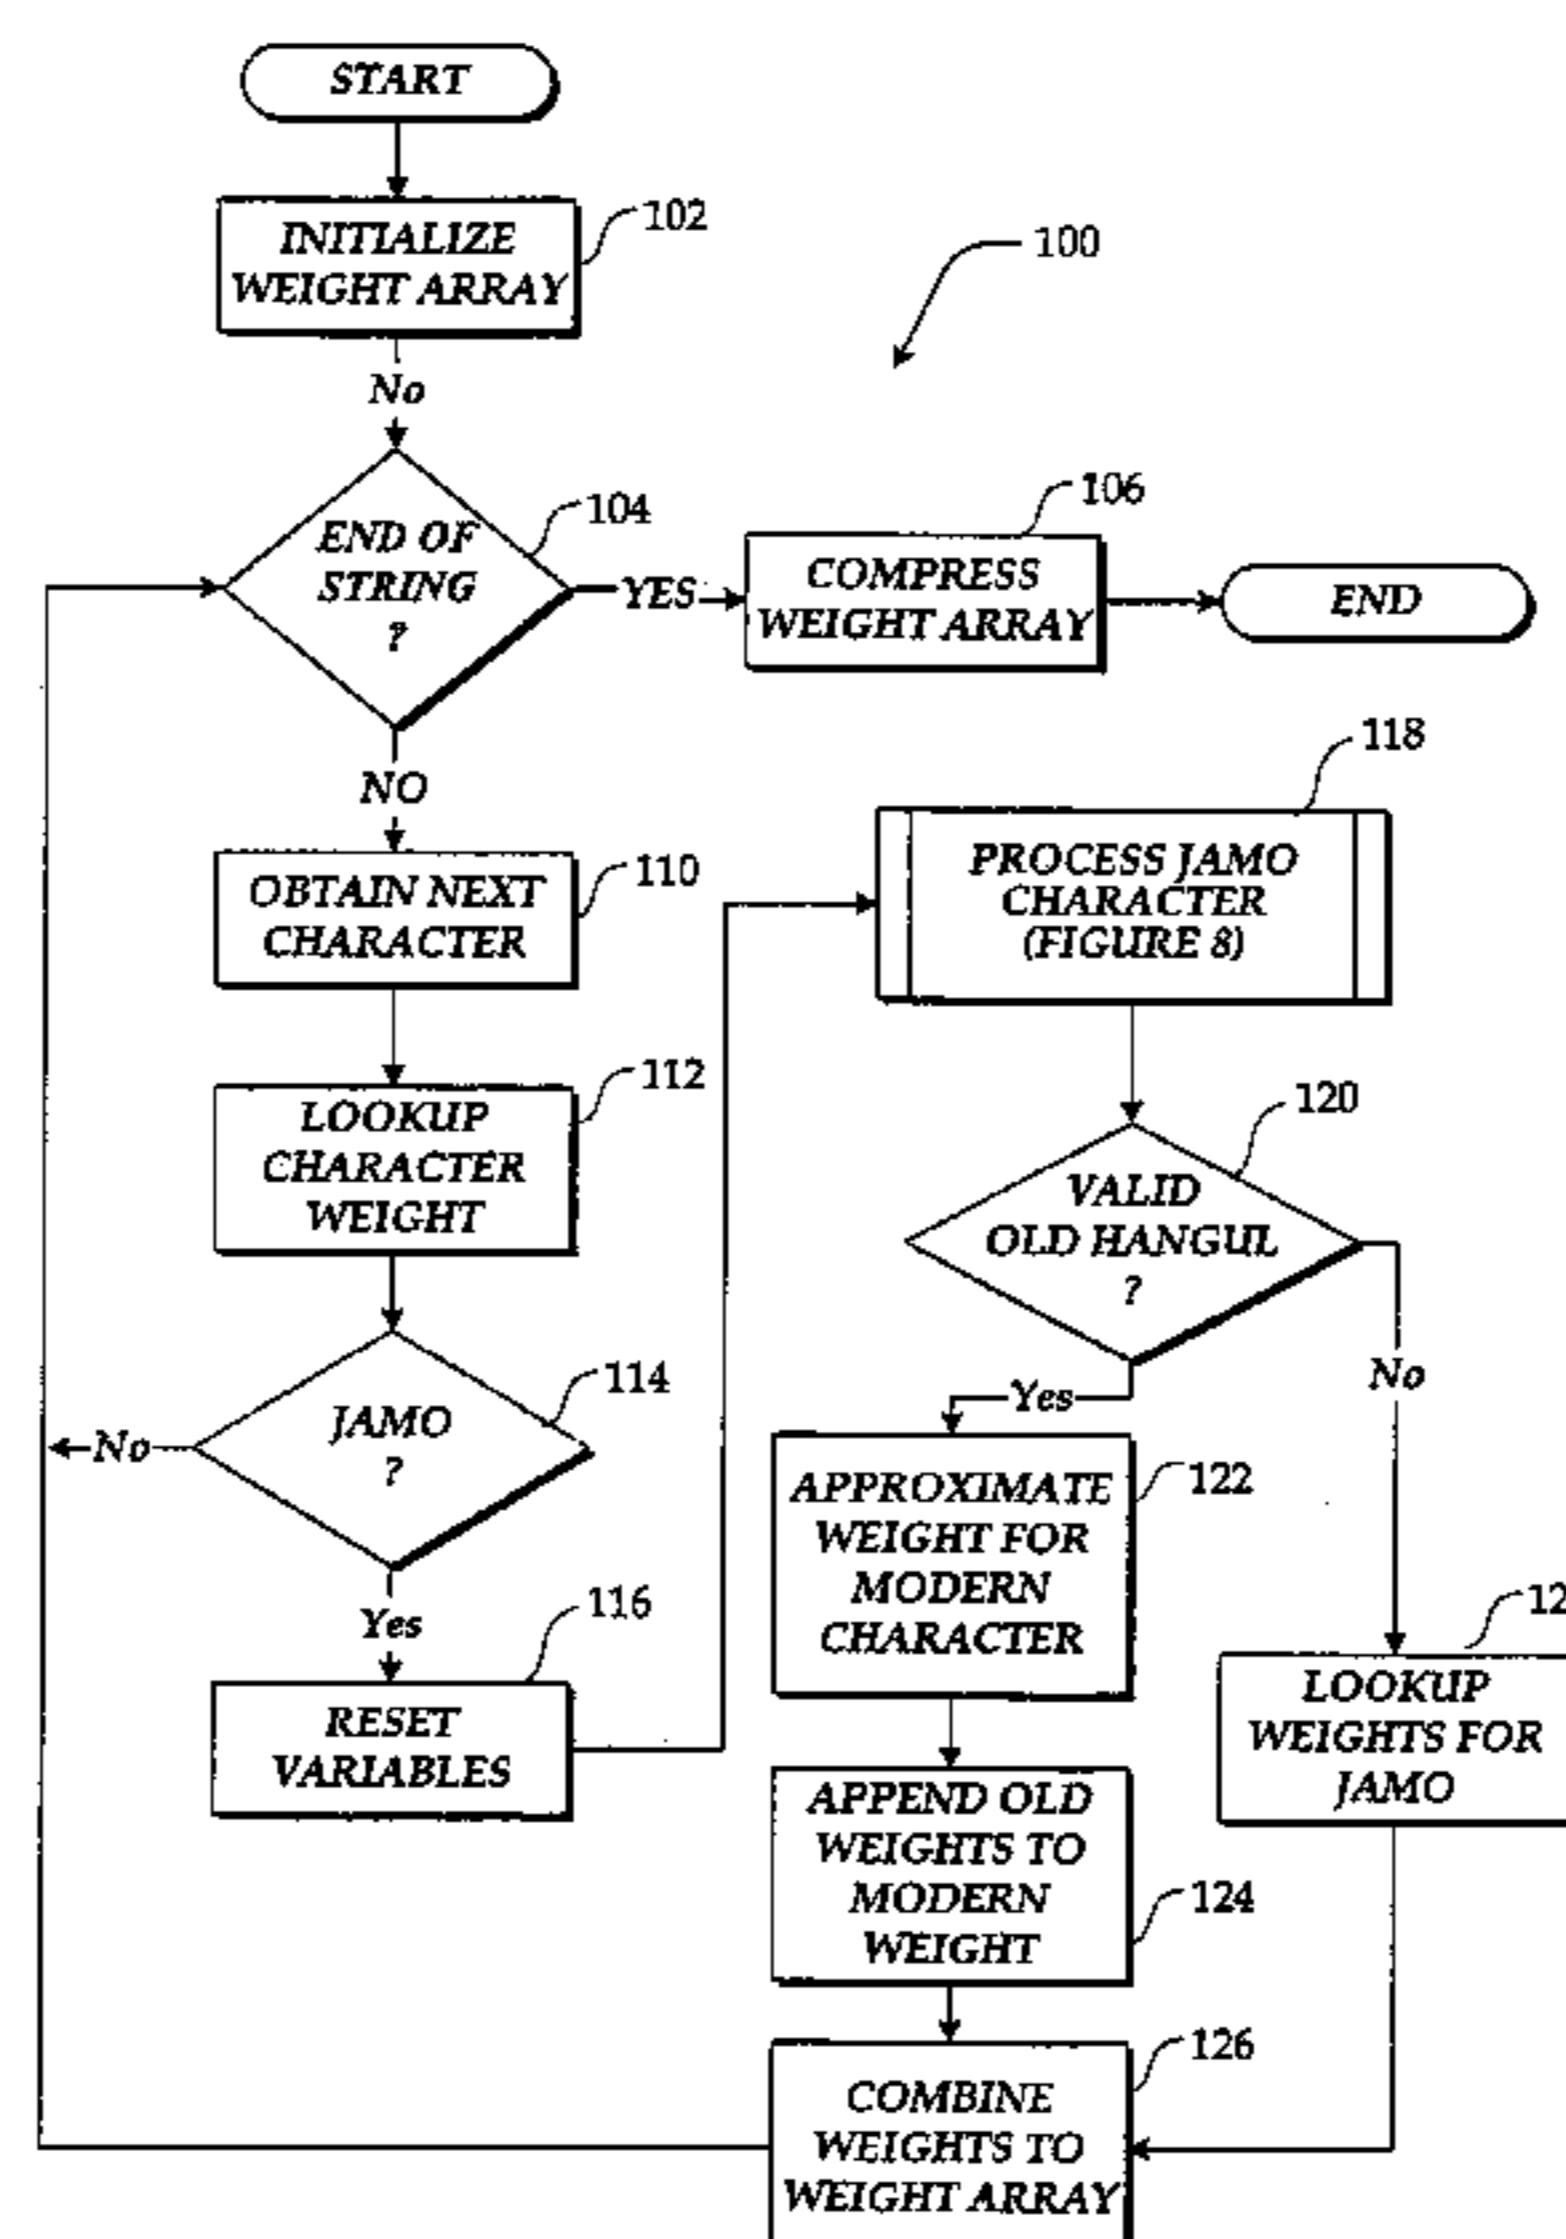 START
INITIALIZE
WEIGHT ARRAY
102
100
No
END OF
STRING
?
104
YES
106
COMPRESS
WEIGHT ARRAY
END
NO
OBTAIN NEXT
CHARACTER
110
LOOKUP
CHARACTER
WEIGHT
112
JAMO
?
114
No
Yes
RESET
VARIABLES
116
118
PROCESS JAMO
CHARACTER
(FIGURE 8)
120
VALID
OLD HANGUL
?
Yes
No
APPROXIMATE
WEIGHT FOR
MODERN
CHARACTER
122
LOOKUP
WEIGHTS FOR
JAMO
APPEND OLD
WEIGHTS TO
MODERN
WEIGHT
124
COMBINE
WEIGHTS TO
WEIGHT ARRAY
126